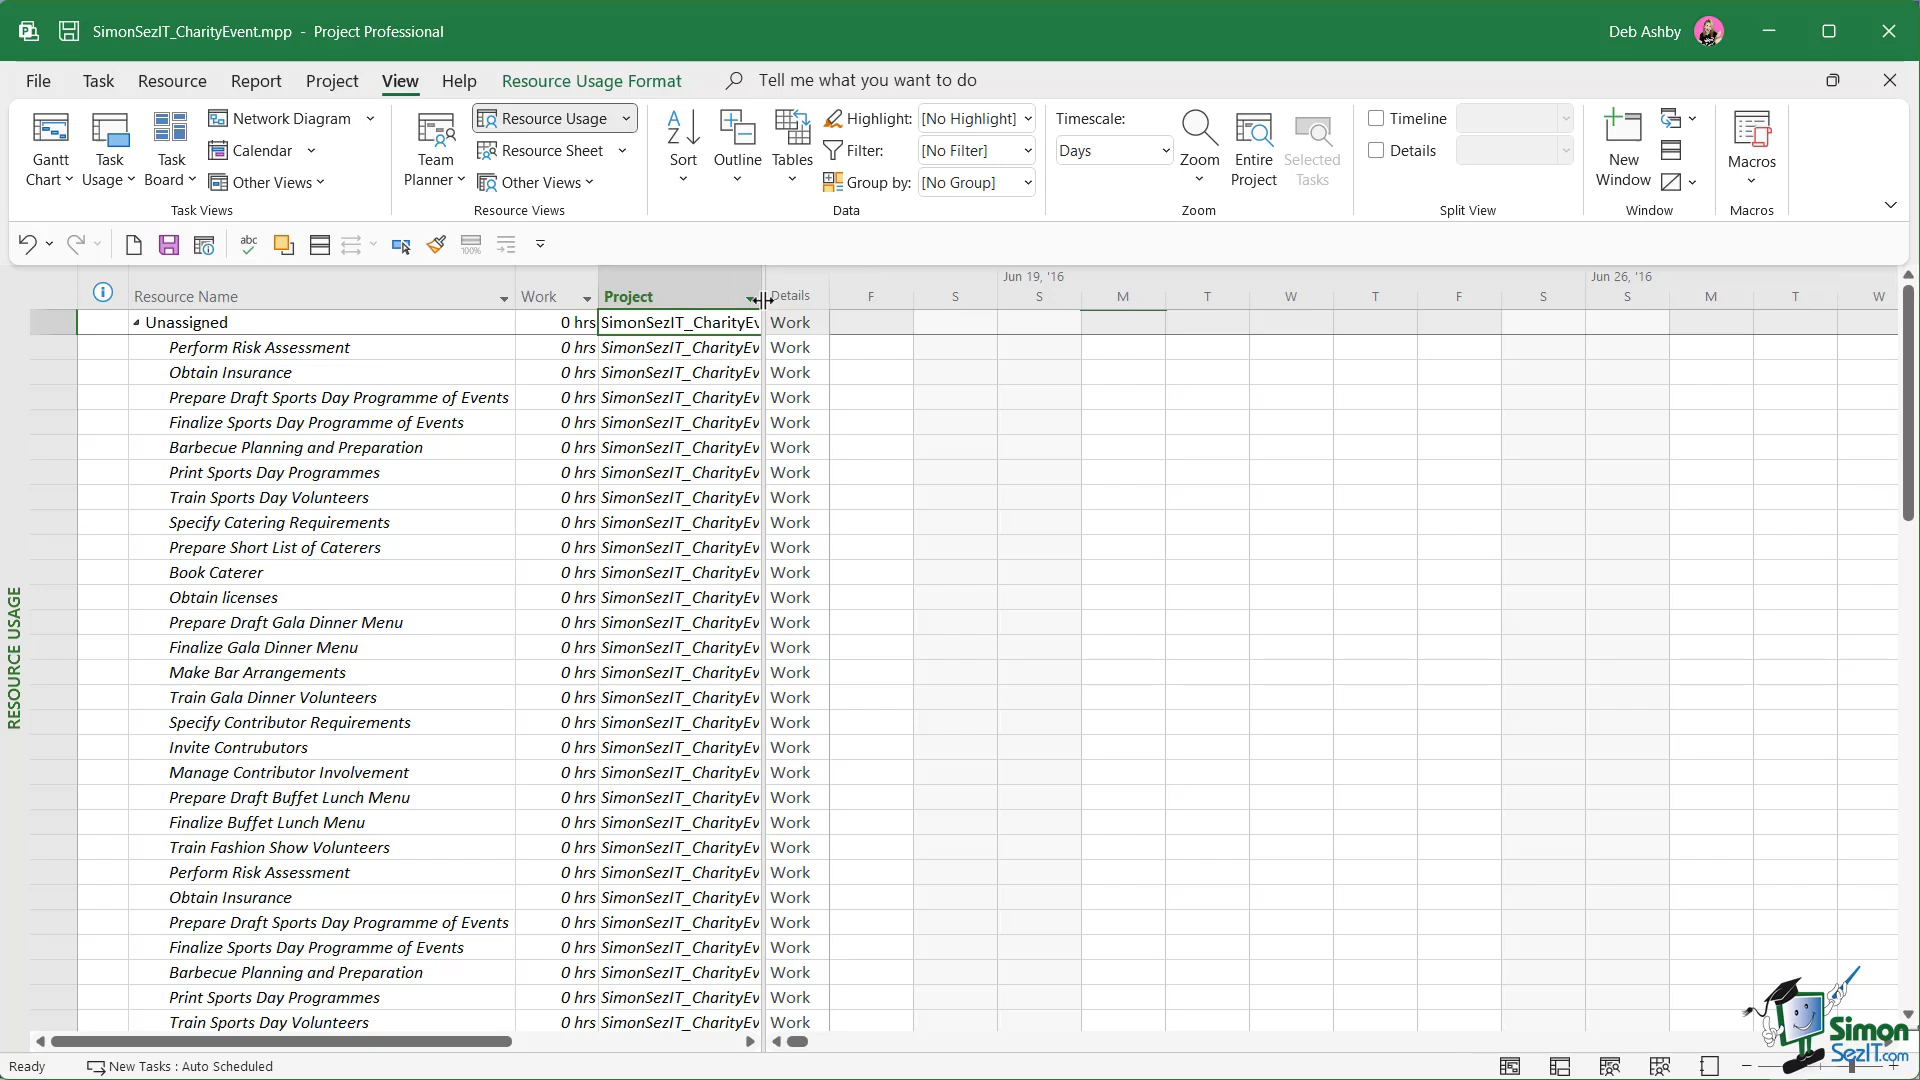 SimonSezIT_CharityEvent.mpp - Project Professional
Deb Ashby
File Task Resource Report Project View Help Resource Usage Format Tell me what you want to do
Gantt Chart
Task Usage
Task Board
Network Diagram
Calendar
Other Views
Task Views
Team Planner
Resource Usage
Resource Sheet
Other Views
Resource Views
Sort
Outline
Tables
Highlight: [No Highlight]
Filter: [No Filter]
Group by: [No Group]
Data
Timescale:
Days
Zoom
Entire Project
Selected Tasks
Zoom
Timeline
Details
Split View
New Window
Window
Macros
Macros
abc
100%
Jun 19, '16 Jun 26, '16
Resource Name Work Project Details F S S M T W T F S S M T W
Unassigned 0 hrs SimonSezIT_CharityEv Work
Perform Risk Assessment 0 hrs SimonSezIT_CharityEv Work
Obtain Insurance 0 hrs SimonSezIT_CharityEv Work
Prepare Draft Sports Day Programme of Events 0 hrs SimonSezIT_CharityEv Work
Finalize Sports Day Programme of Events 0 hrs SimonSezIT_CharityEv Work
Barbecue Planning and Preparation 0 hrs SimonSezIT_CharityEv Work
Print Sports Day Programmes 0 hrs SimonSezIT_CharityEv Work
Train Sports Day Volunteers 0 hrs SimonSezIT_CharityEv Work
Specify Catering Requirements 0 hrs SimonSezIT_CharityEv Work
Prepare Short List of Caterers 0 hrs SimonSezIT_CharityEv Work
Book Caterer 0 hrs SimonSezIT_CharityEv Work
Obtain licenses 0 hrs SimonSezIT_CharityEv Work
Prepare Draft Gala Dinner Menu 0 hrs SimonSezIT_CharityEv Work
Finalize Gala Dinner Menu 0 hrs SimonSezIT_CharityEv Work
Make Bar Arrangements 0 hrs SimonSezIT_CharityEv Work
Train Gala Dinner Volunteers 0 hrs SimonSezIT_CharityEv Work
Specify Contributor Requirements 0 hrs SimonSezIT_CharityEv Work
Invite Contrubutors 0 hrs SimonSezIT_CharityEv Work
Manage Contributor Involvement 0 hrs SimonSezIT_CharityEv Work
Prepare Draft Buffet Lunch Menu 0 hrs SimonSezIT_CharityEv Work
Finalize Buffet Lunch Menu 0 hrs SimonSezIT_CharityEv Work
Train Fashion Show Volunteers 0 hrs SimonSezIT_CharityEv Work
Perform Risk Assessment 0 hrs SimonSezIT_CharityEv Work
Obtain Insurance 0 hrs SimonSezIT_CharityEv Work
Prepare Draft Sports Day Programme of Events 0 hrs SimonSezIT_CharityEv Work
Finalize Sports Day Programme of Events 0 hrs SimonSezIT_CharityEv Work
Barbecue Planning and Preparation 0 hrs SimonSezIT_CharityEv Work
Print Sports Day Programmes 0 hrs SimonSezIT_CharityEv Work
Train Sports Day Volunteers 0 hrs SimonSezIT_CharityEv Work
RESOURCE USAGE
Simon
SezIT.com
Ready New Tasks : Auto Scheduled